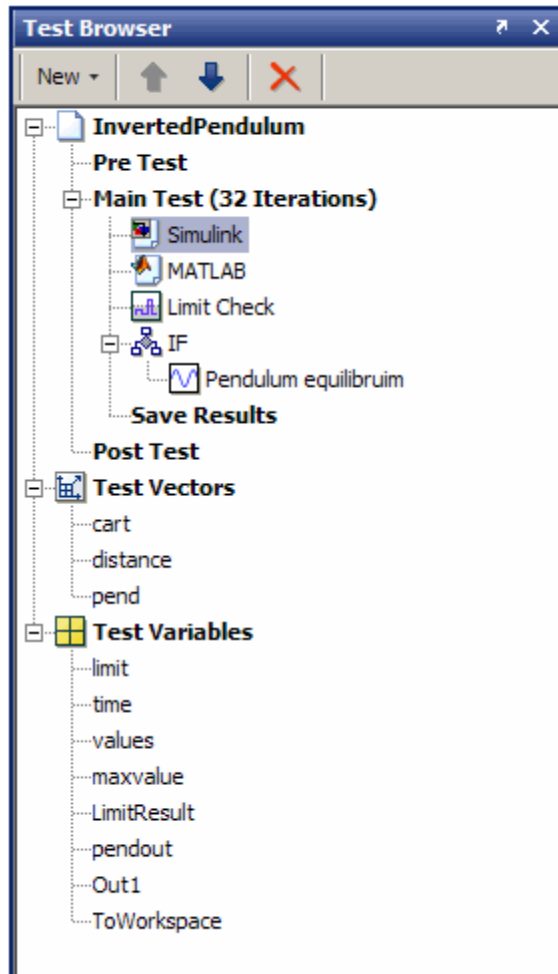 Test Browser
New
InvertedPendulum
Pre Test
Main Test (32 Iterations)
Simulink
MATLAB
Limit Check
IF
Pendulum equilibruim
Save Results
Post Test
Test Vectors
cart
distance
pend
Test Variables
limit
time
values
maxvalue
LimitResult
pendout
Out1
ToWorkspace